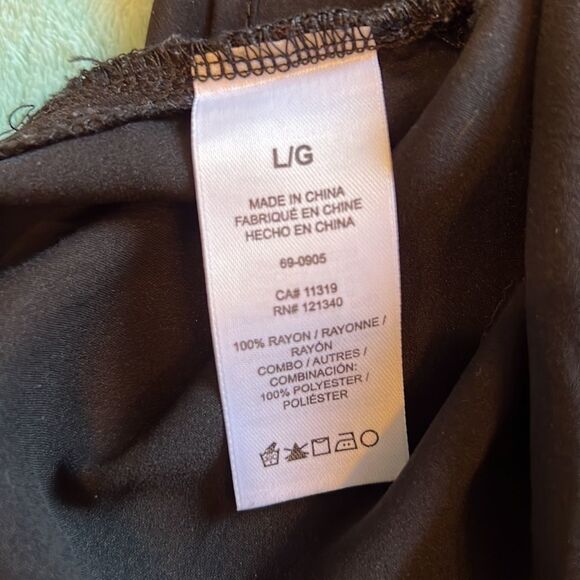 L/G
MADE IN CHINA
FABRIQUÉ EN CHINE
HECHO EN CHINA
69-0905
CA# 11319
RN# 121340
100% RAYON / RAYONNE /
RAYÓN
COMBO / AUTRES /
COMBINACIÓN:
100% POLYESTER /
POLIÉSTER